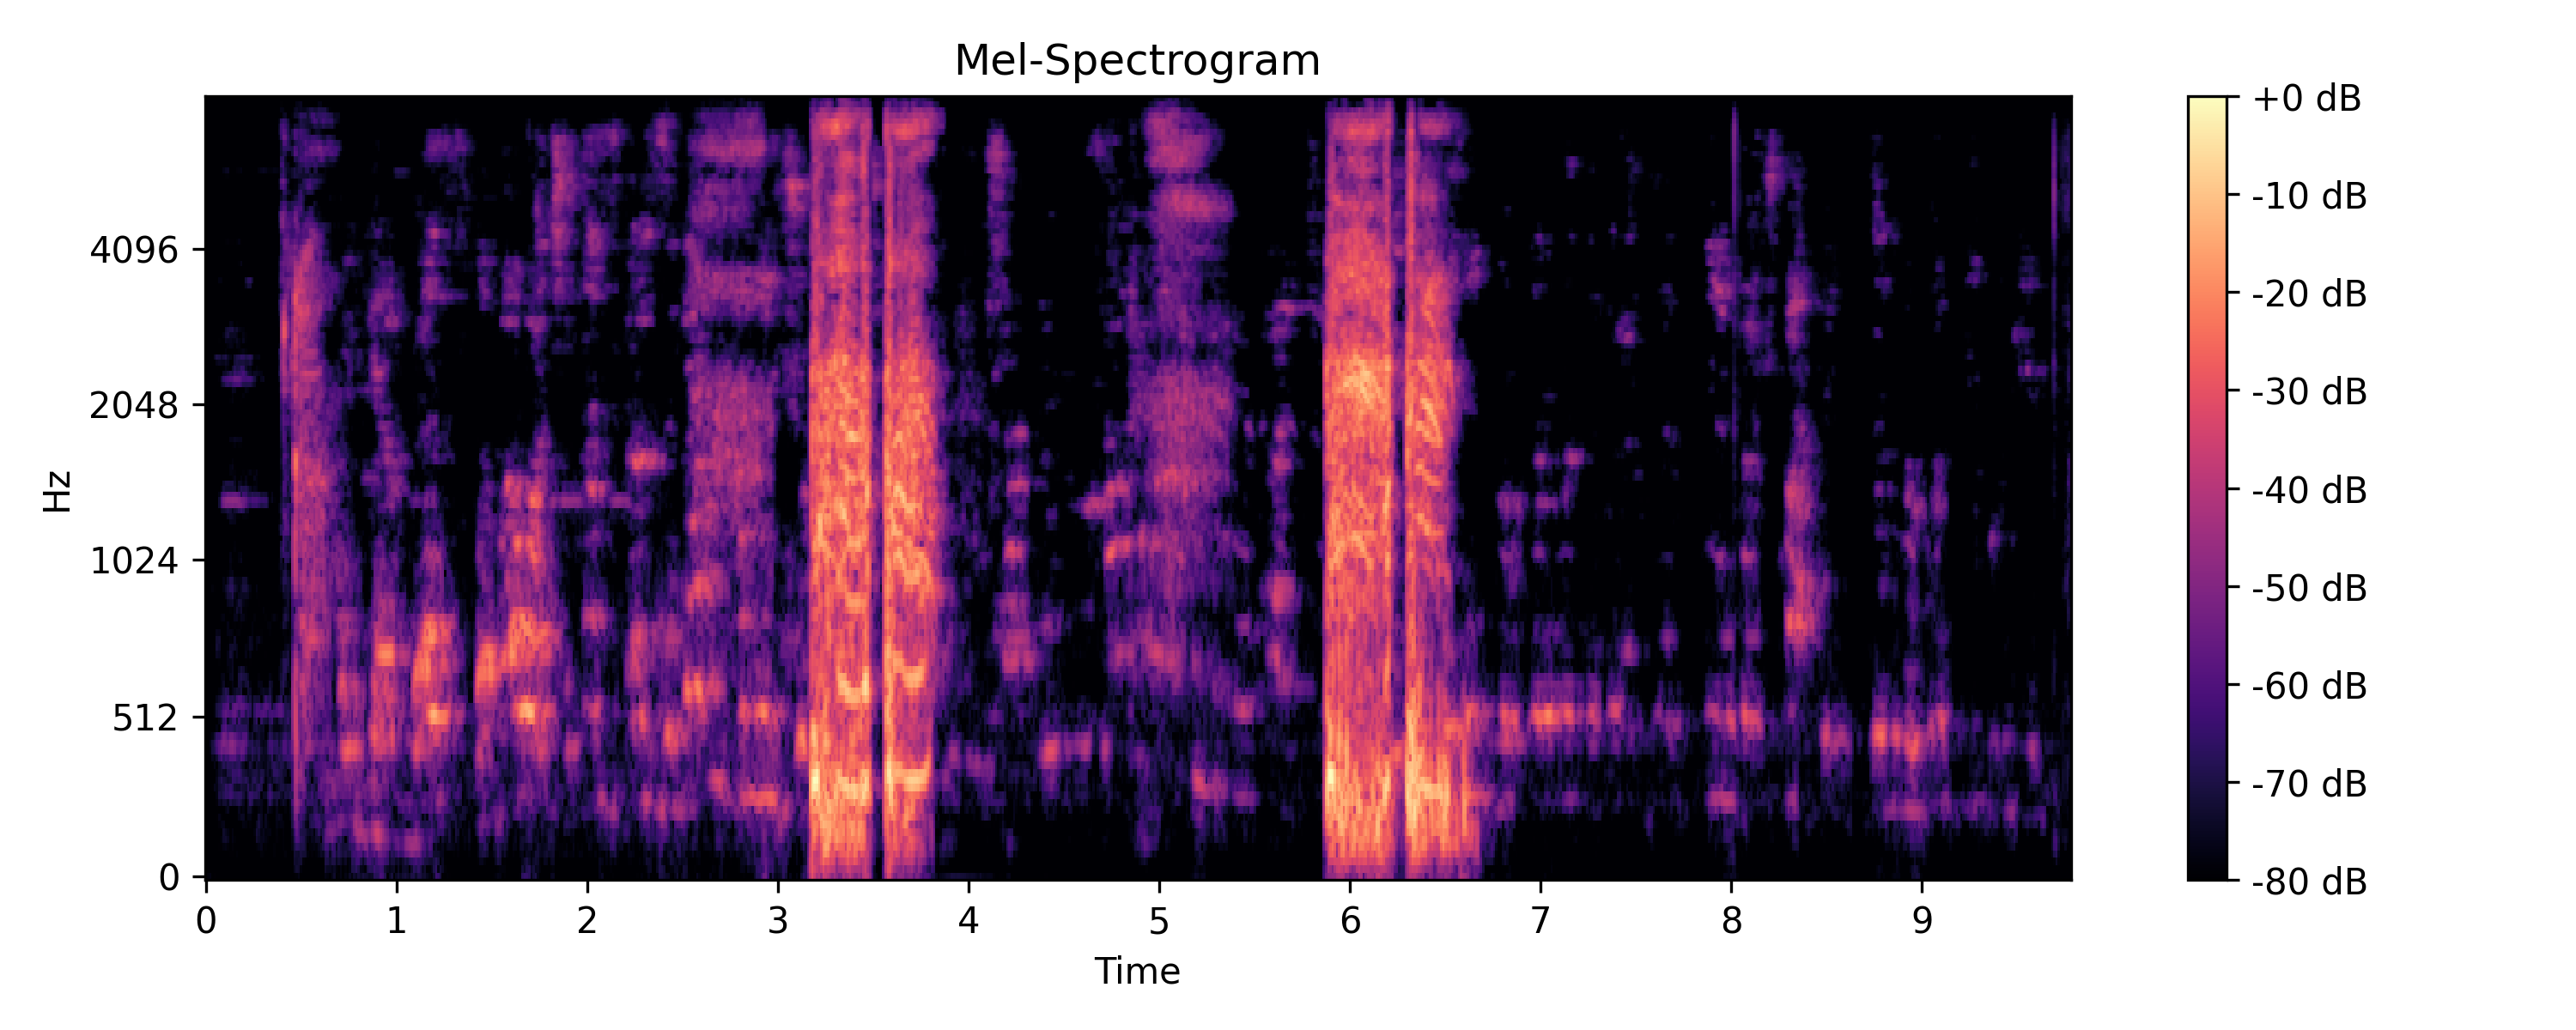 Mel-Spectrogram
+0 dB
-10 dB
-20 dB
-30 dB
-40 dB
-50 dB
-60 dB
-70 dB
-80 dB
4096
2048
1024
512
0
Hz
0 1 2 3 4 5 6 7 8 9
Time